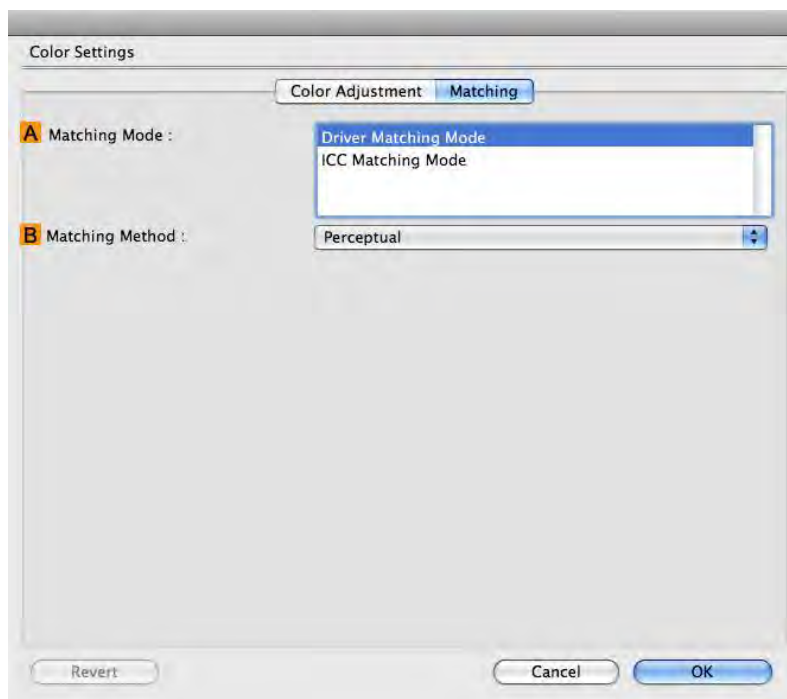 Color Settings
Color Adjustment Matching
A Matching Mode :
Driver Matching Mode
ICC Matching Mode
B Matching Method :
Perceptual
Revert
Cancel
OK